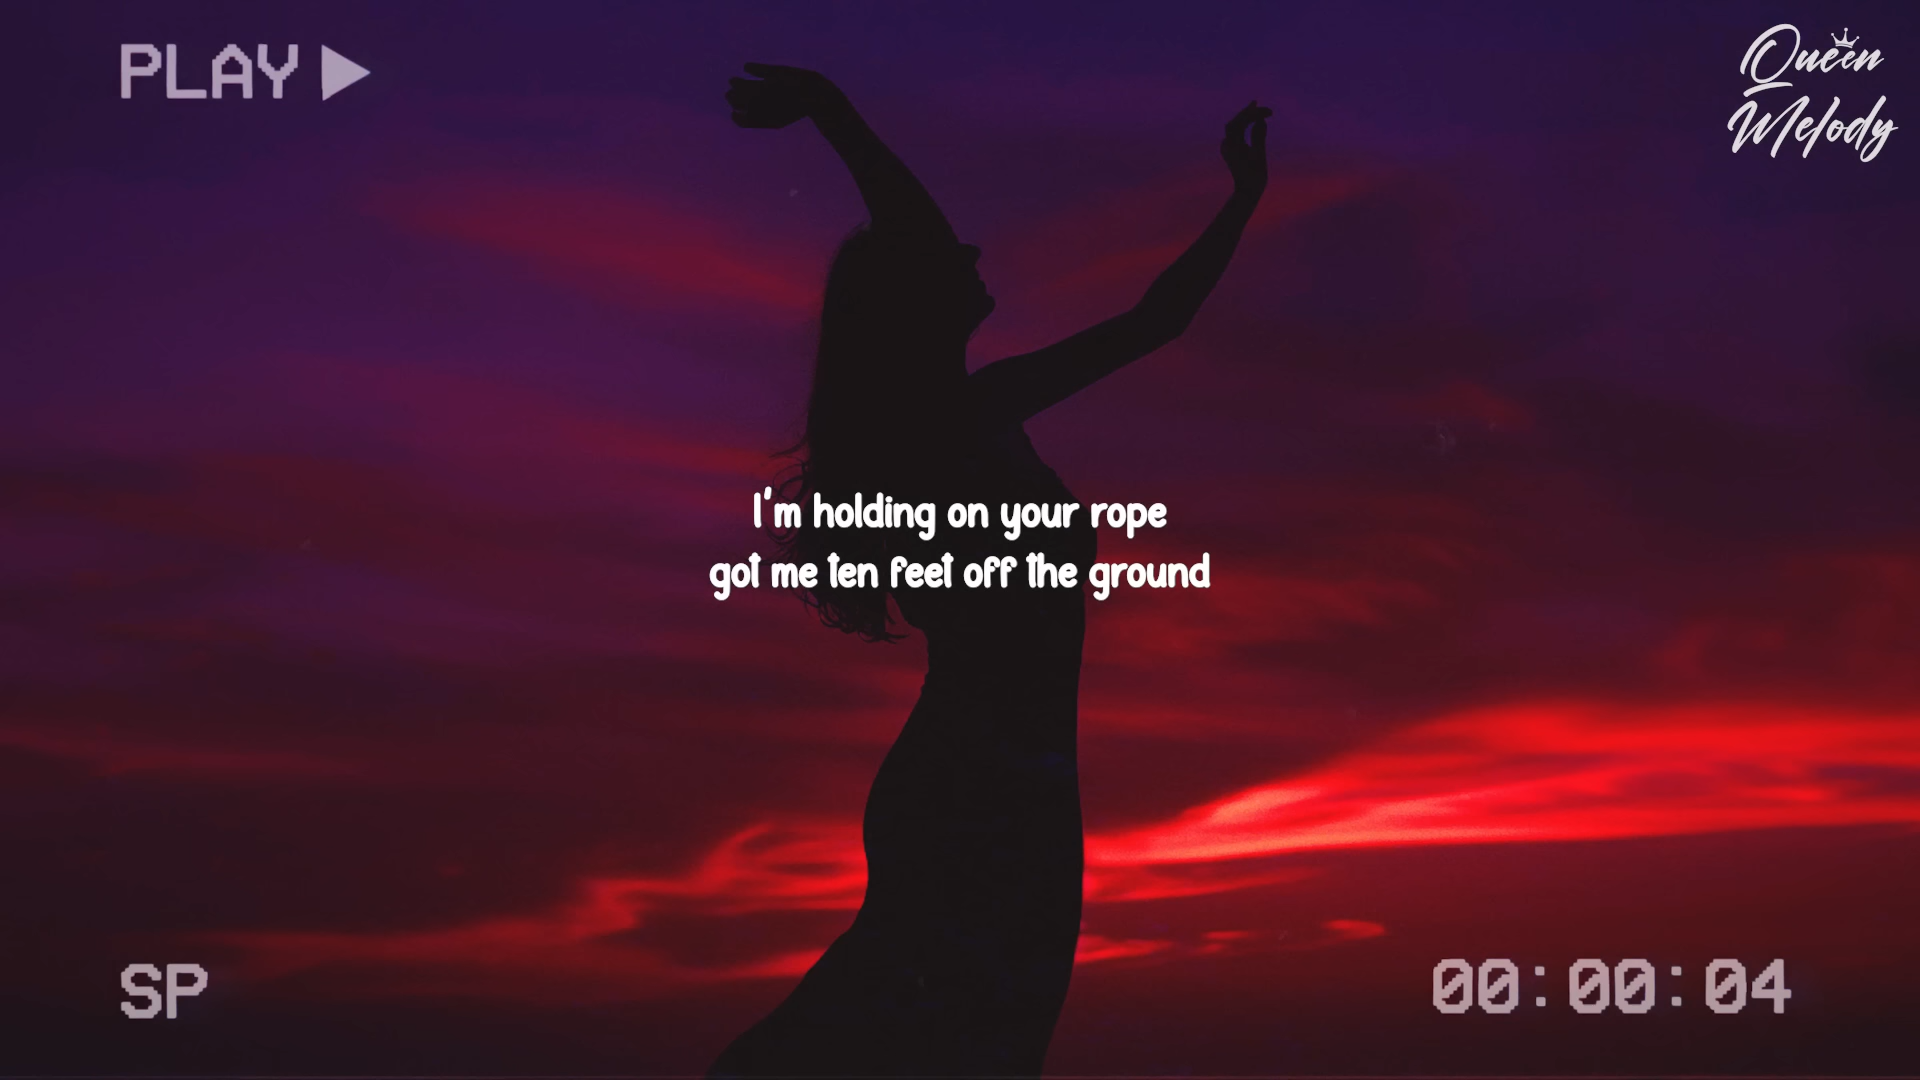 PLAY
Queen
Melody
I'm holding on your rope
got me ten feet off the ground
SP
00:00:04